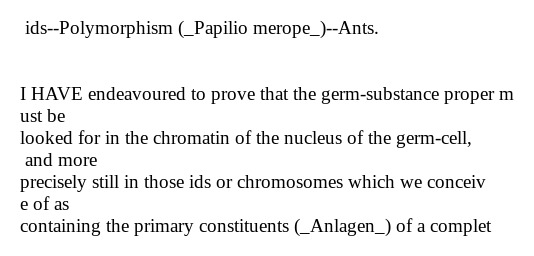 ids--Polymorphism (_Papilio merope_)--Ants.
I HAVE endeavoured to prove that the germ-substance proper m
ust be
looked for in the chromatin of the nucleus of the germ-cell,
and more
precisely still in those ids or chromosomes which we conceiv
e of as
containing the primary constituents (_Anlagen_) of a complet